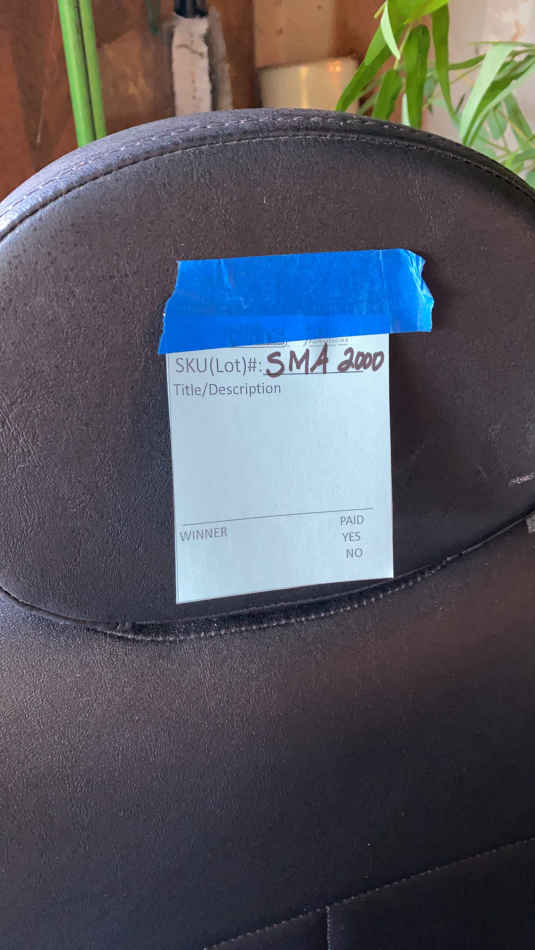 SKU(Lot)#: SMA 2000
Title/Description
WINNER
PAID
YES
NO